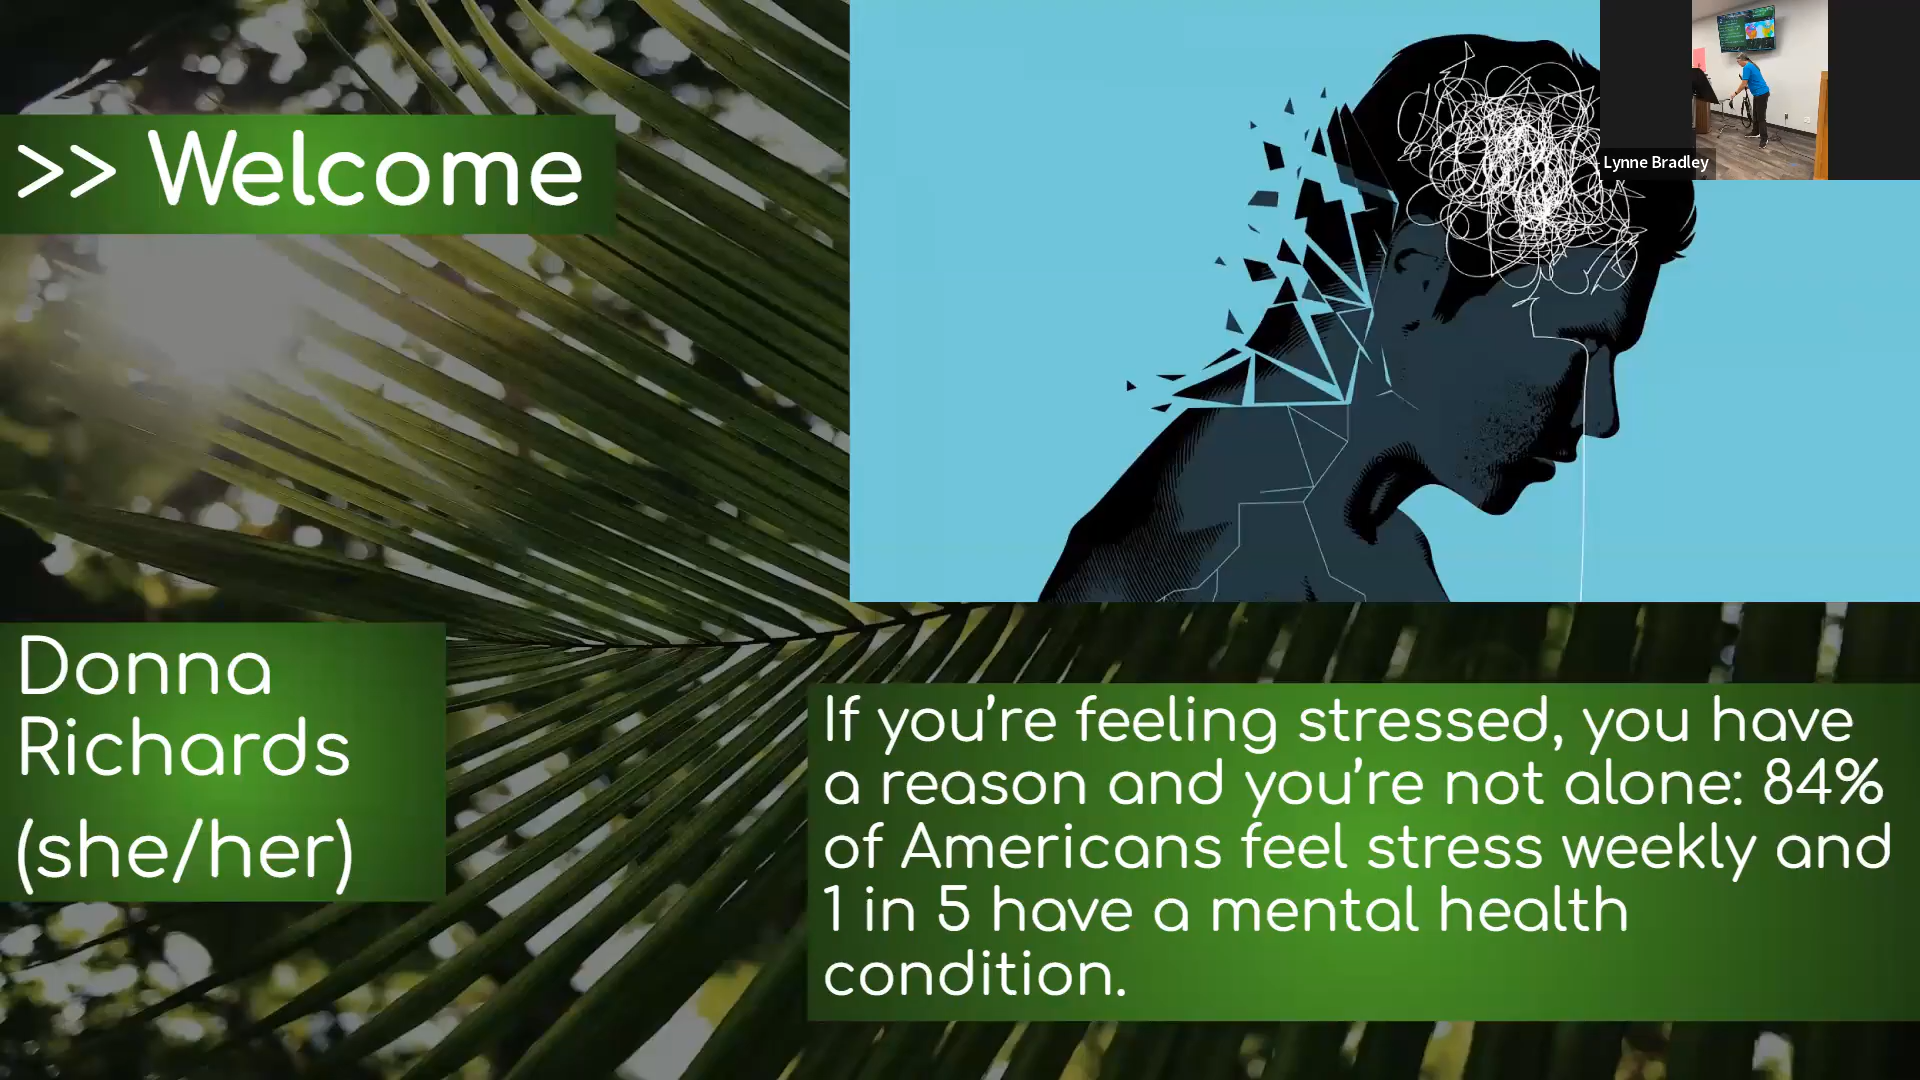 >> Welcome
Lynne Bradley
Donna
Richards
(she/her)
If you’re feeling stressed, you have
a reason and you’re not alone: 84%
of Americans feel stress weekly and
1 in 5 have a mental health
condition.